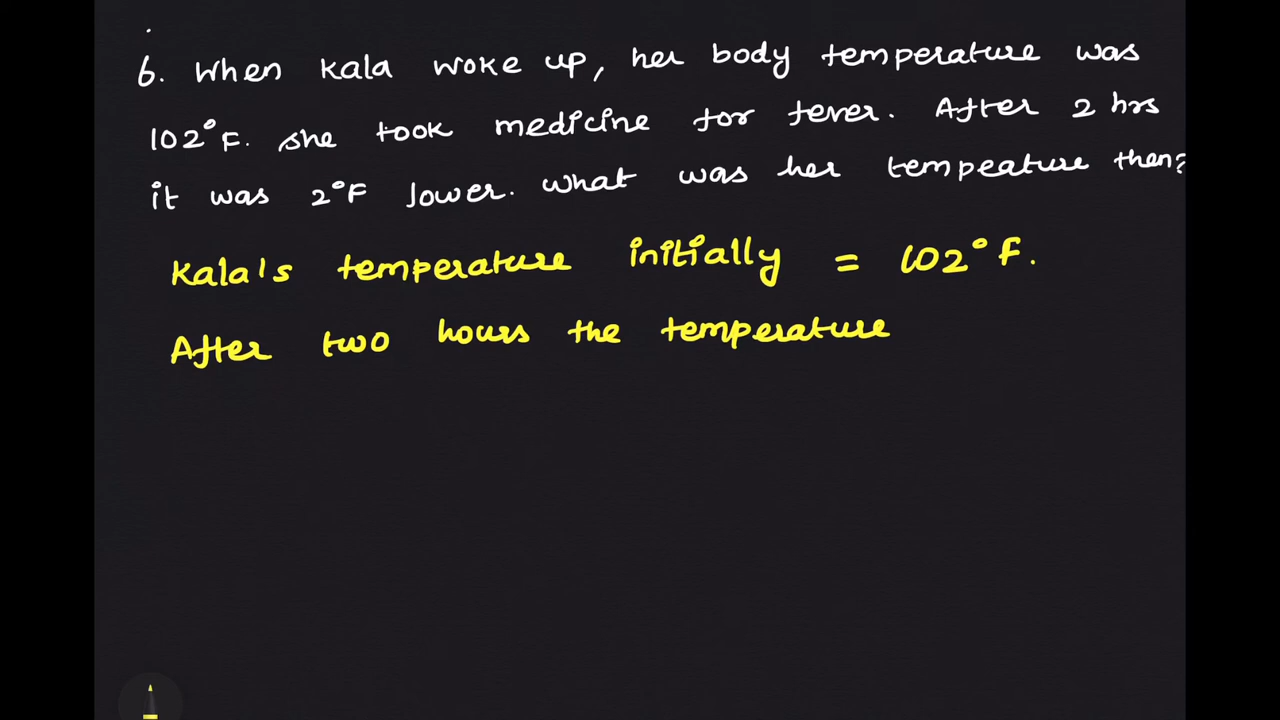 6. When Kala woke up, her body temperature was
102°F. she took medicine for fever. After 2 hrs
it was 2°F lower. what was her tempeature then?
Kala's temperature initially = 102°F.
After two hours the temperature